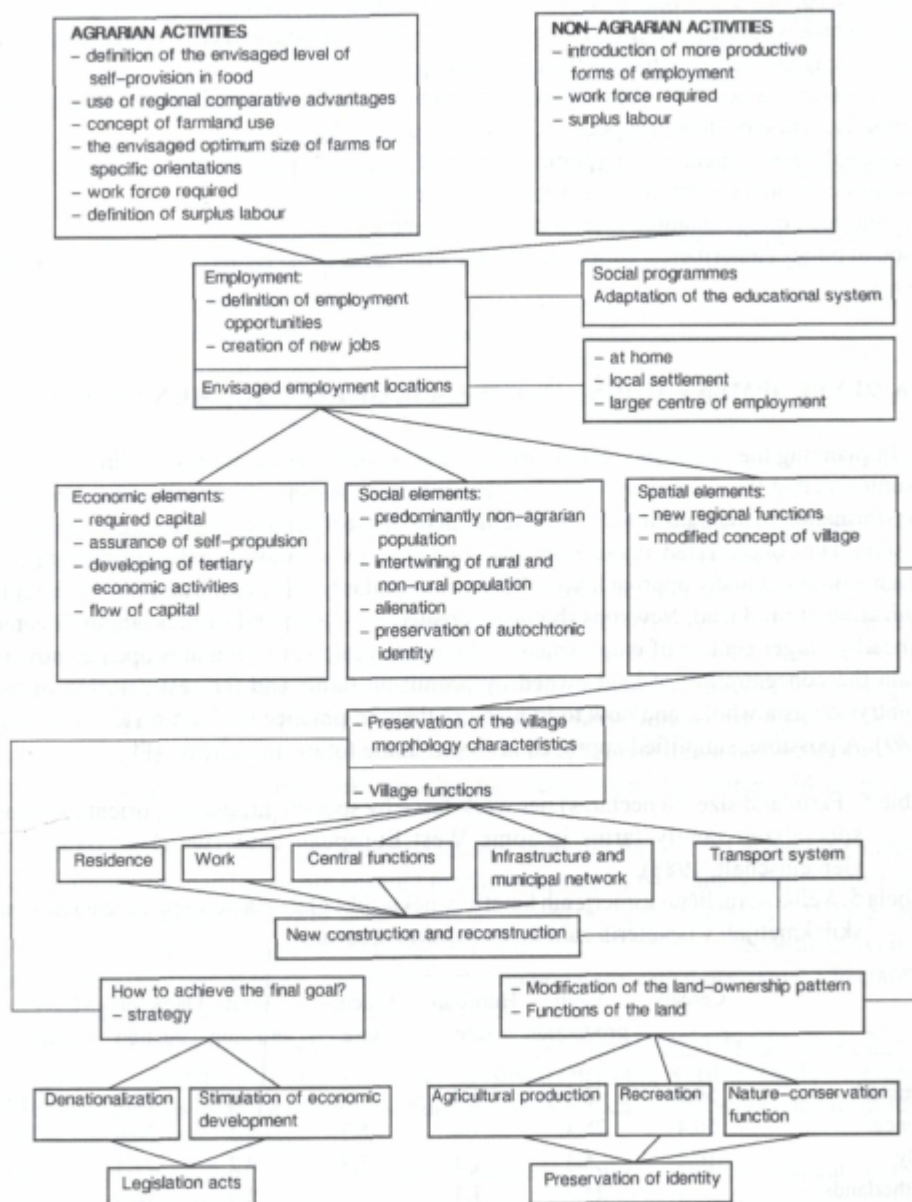 AGRARIAN ACTIVITIES
– definition of the envisaged level of
self–provision in food
– use of regional comparative advantages
– concept of farmland use
– the envisaged optimum size of farms for
specific orientations
– work force required
– definition of surplus labour
NON–AGRARIAN ACTIVITIES
– introduction of more productive
forms of employment
– work force required
– surplus labour
Employment:
– definition of employment
opportunities
– creation of new jobs
Envisaged employment locations
Social programmes
Adaptation of the educational system
– at home
– local settlement
– larger centre of employment
Economic elements:
– required capital
– assurance of self–propulsion
– developing of tertiary
economic activities
– flow of capital
Social elements:
– predominantly non–agrarian
population
– intertwining of rural and
non–rural population
– alienation
– preservation of autochtonic
identity
Spatial elements:
– new regional functions
– modified concept of village
– Preservation of the village
morphology characteristics
– Village functions
Residence
Work
Central functions
Infrastructure and
municipal network
Transport system
New construction and reconstruction
How to achieve the final goal?
– strategy
– Modification of the land–ownership pattern
– Functions of the land
Denationalization
Stimulation of economic
development
Legislation acts
Agricultural production
Recreation
Nature–conservation
function
Preservation of identity